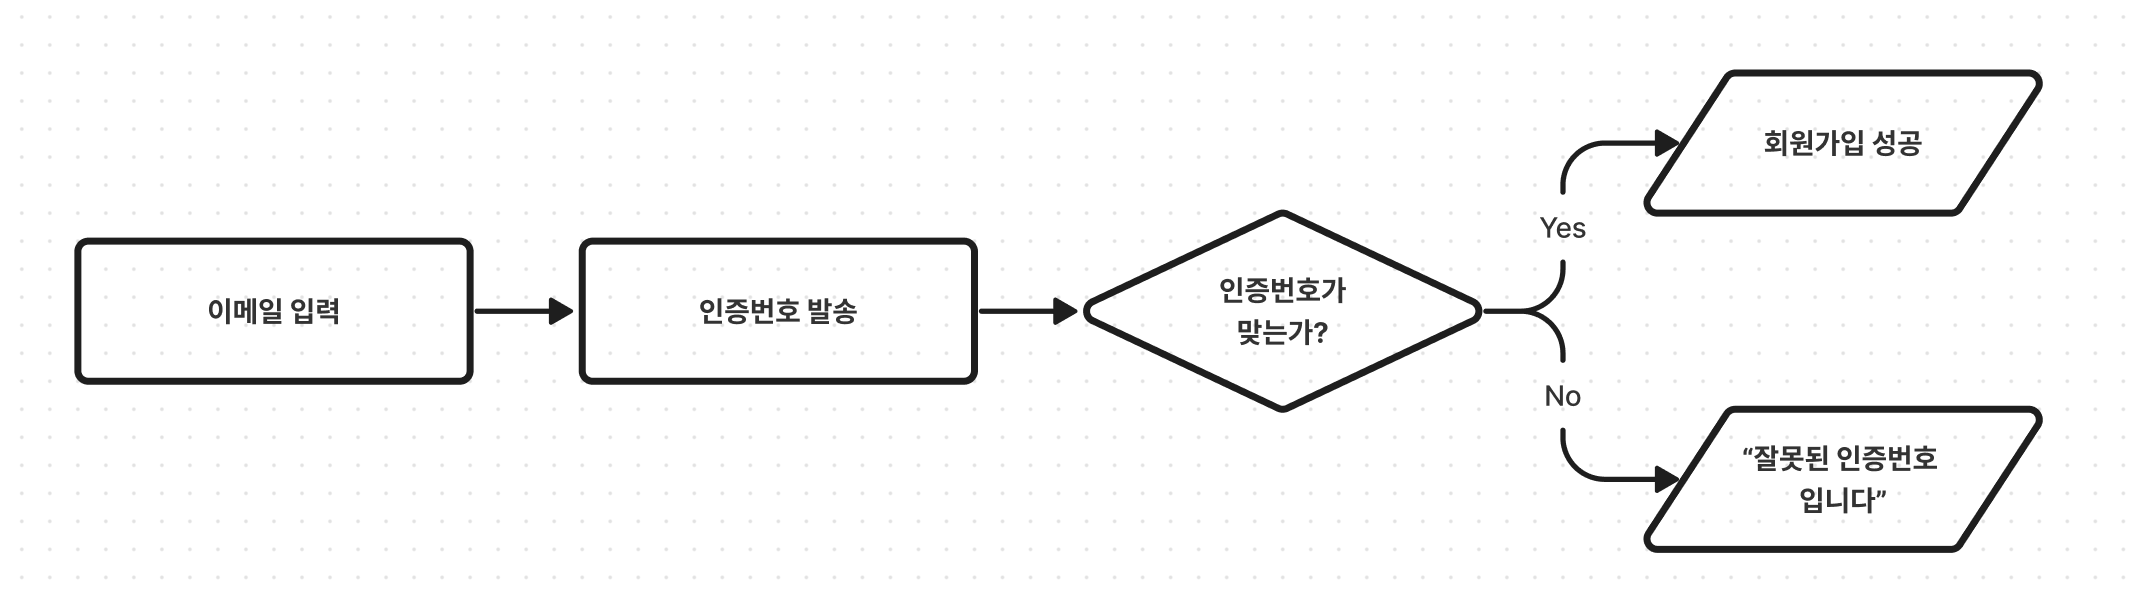 이메일 입력
인증번호 발송
인증번호가
맞는가?
Yes
회원가입 성공
No
“잘못된 인증번호
입니다”